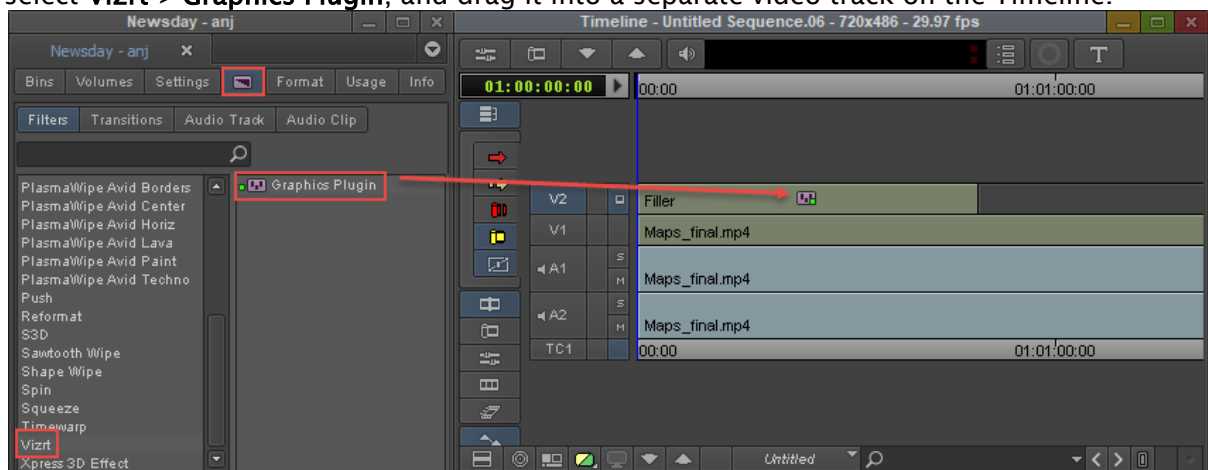 select Vizrt > Graphics Plugin, and drag it into a separate video track on the Timeline.
Newsday - anj
Newsday - anj
Bins Volumes Settings Format Usage Info
Filters Transitions Audio Track Audio Clip
PlasmaWipe Avid Borders
PlasmaWipe Avid Center
PlasmaWipe Avid Horiz
PlasmaWipe Avid Lava
PlasmaWipe Avid Paint
PlasmaWipe Avid Techno
Push
Reformat
S3D
Sawtooth Wipe
Shape Wipe
Spin
Squeeze
Timewarp
Vizrt
Xpress 3D Effect
Graphics Plugin
Timeline - Untitled Sequence.06 - 720x486 - 29.97 fps
T
01:00:00:00 00:00 01:01:00:00
V2 Filler
V1 Maps_final.mp4
A1 S M Maps_final.mp4
A2 S M Maps_final.mp4
TC1 00:00 01:01:00:00
Untitled